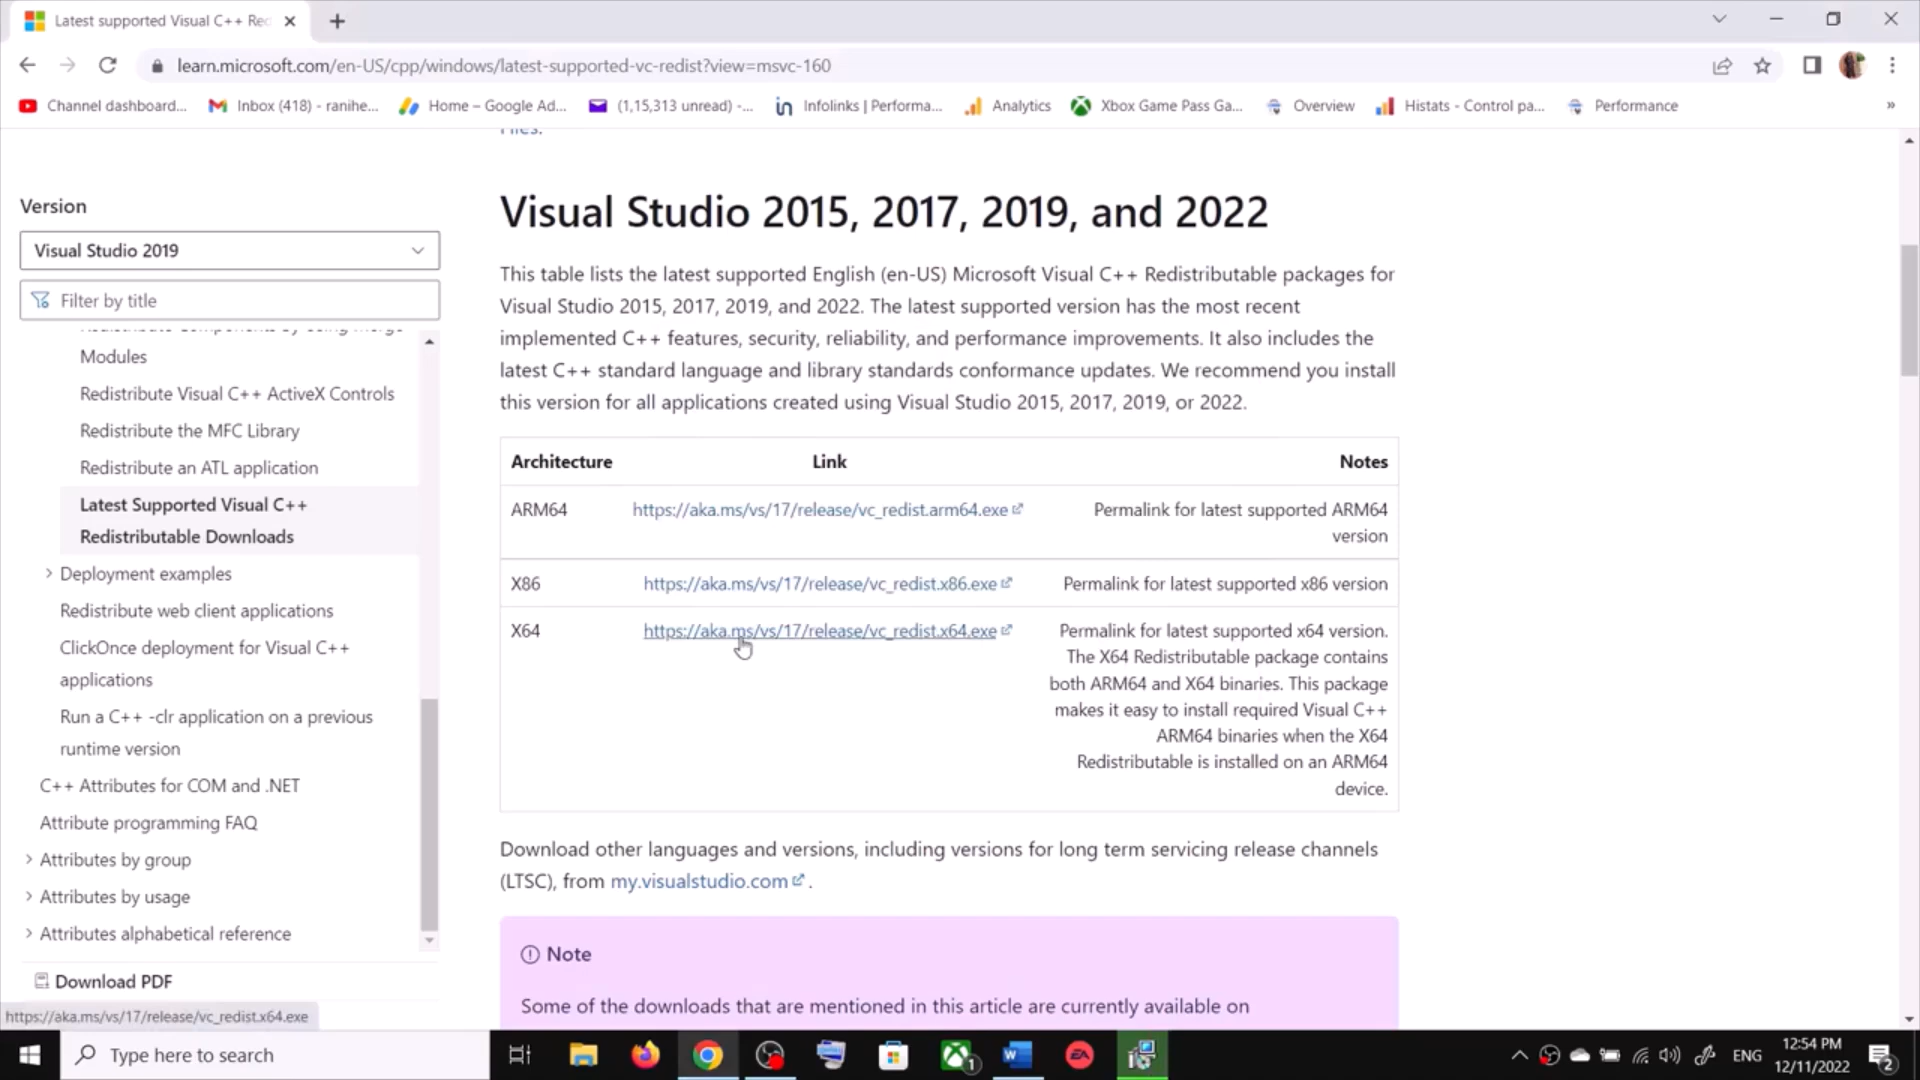 Latest supported Visual C++ Rec
learn.microsoft.com/en-US/cpp/windows/latest-supported-vc-redist?view=msvc-160
Channel dashboard...
Inbox (418) - ranihe...
Home – Google Ad...
(1,15,313 unread) -...
Infolinks | Performa...
Analytics
Xbox Game Pass Ga...
Overview
Histats - Control pa...
Performance
»
Files.
Version
Visual Studio 2019
Filter by title
Redistribute Components by using Merge
Modules
Redistribute Visual C++ ActiveX Controls
Redistribute the MFC Library
Redistribute an ATL application
Latest Supported Visual C++
Redistributable Downloads
Deployment examples
Redistribute web client applications
ClickOnce deployment for Visual C++
applications
Run a C++ -clr application on a previous
runtime version
C++ Attributes for COM and .NET
Attribute programming FAQ
Attributes by group
Attributes by usage
Attributes alphabetical reference
Download PDF
https://aka.ms/vs/17/release/vc_redist.x64.exe
Visual Studio 2015, 2017, 2019, and 2022
This table lists the latest supported English (en-US) Microsoft Visual C++ Redistributable packages for
Visual Studio 2015, 2017, 2019, and 2022. The latest supported version has the most recent
implemented C++ features, security, reliability, and performance improvements. It also includes the
latest C++ standard language and library standards conformance updates. We recommend you install
this version for all applications created using Visual Studio 2015, 2017, 2019, or 2022.
Architecture Link Notes
ARM64 https://aka.ms/vs/17/release/vc_redist.arm64.exe Permalink for latest supported ARM64
version
X86 https://aka.ms/vs/17/release/vc_redist.x86.exe Permalink for latest supported x86 version
X64 https://aka.ms/vs/17/release/vc_redist.x64.exe Permalink for latest supported x64 version.
The X64 Redistributable package contains
both ARM64 and X64 binaries. This package
makes it easy to install required Visual C++
ARM64 binaries when the X64
Redistributable is installed on an ARM64
device.
Download other languages and versions, including versions for long term servicing release channels
(LTSC), from my.visualstudio.com .
Note
Some of the downloads that are mentioned in this article are currently available on
Type here to search
EA
1
ENG
12:54 PM
12/11/2022
2